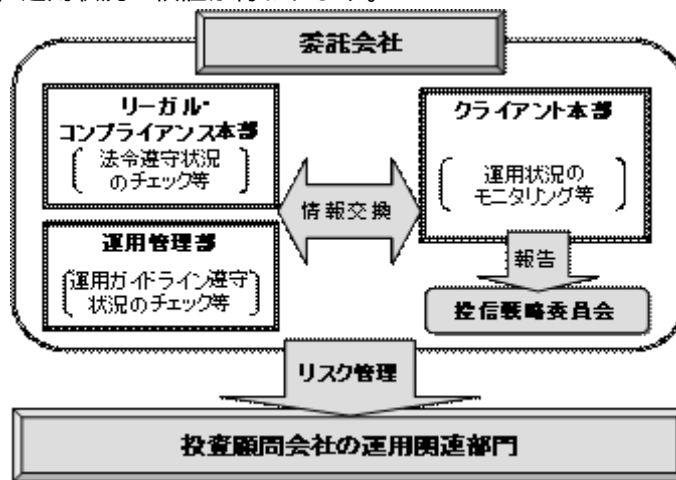 委託会社
リーガル・
コンプライアンス本部
法令遵守状況
のチェック等
クライアント本部
運用状況の
モニタリング等
情報交換
運用管理部
運用ガイドライン遵守
状況のチェック等
報告
投信戦略委員会
リスク管理
投資顧問会社の運用関連部門